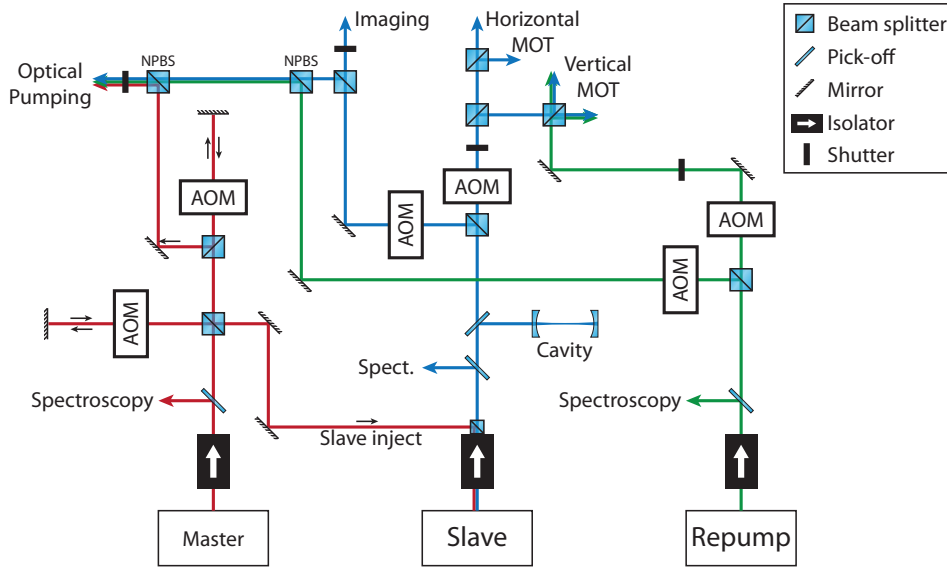 Imaging
Horizontal
MOT
Beam splitter
Pick-off
Mirror
Isolator
Shutter
NPBS
NPBS
Optical
Pumping
Vertical
MOT
AOM
AOM
AOM
AOM
AOM
AOM
Cavity
Spect.
Spectroscopy
Spectroscopy
Slave inject
Master
Slave
Repump